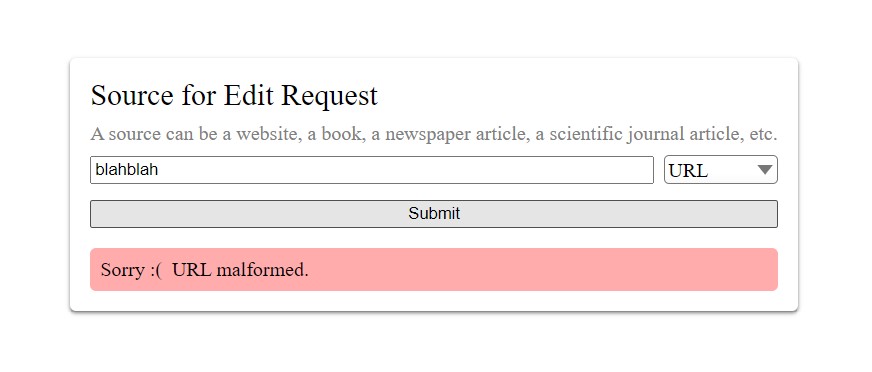 Source for Edit Request
A source can be a website, a book, a newspaper article, a scientific journal article, etc.
blahblah URL
Submit
Sorry :(  URL malformed.